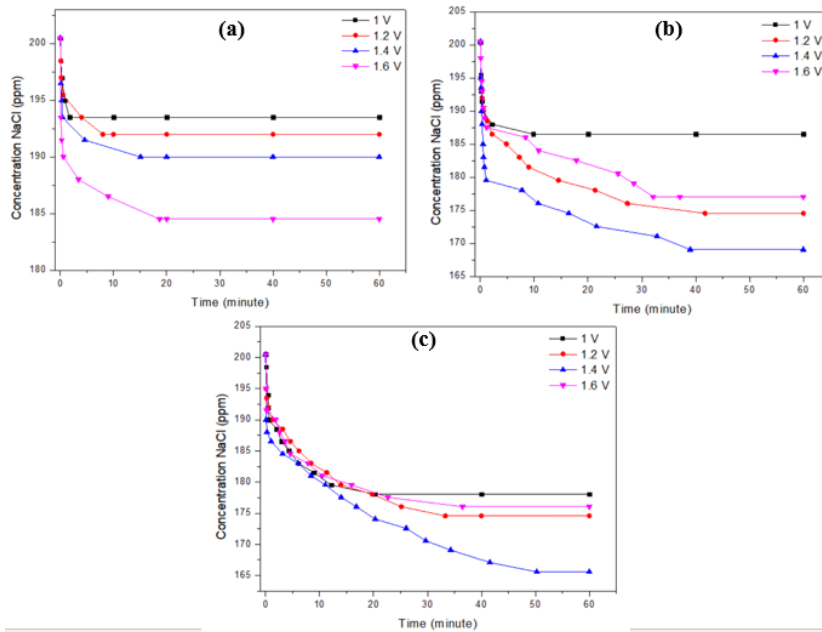 (a)
1 V
1.2 V
1.4 V
1.6 V
200
195
190
185
180
Concentration NaCl (ppm)
0 10 20 30 40 60
Time (minute)
(b)
1 V
1.2 V
1.4 V
1.6 V
205
200
195
190
185
180
175
170
165
Concentration NaCl (ppm)
0 10 20 30 40 50 60
Time (minute)
(c)
1 V
1.2 V
1.4 V
1.6 V
205
200
195
190
185
180
175
170
165
Concentration NaCl (ppm)
0 10 20 30 40 50 60
Time (minute)